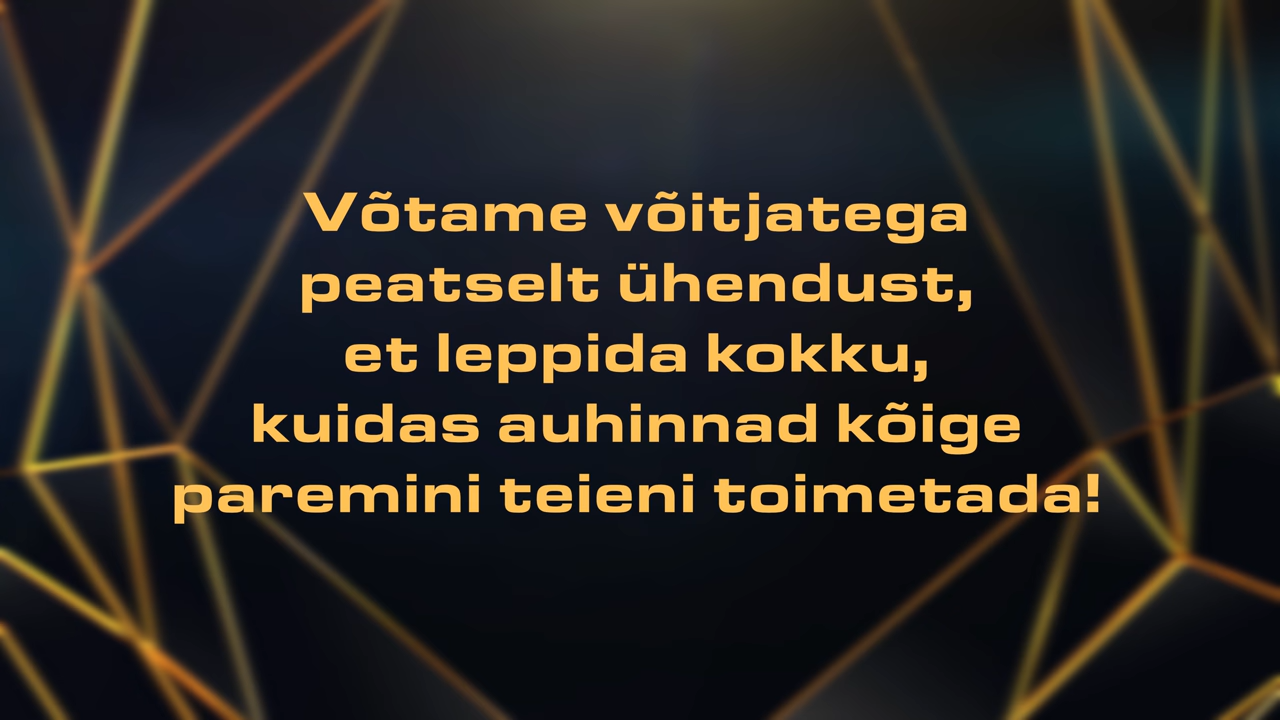 Võtame võitjatega
peatselt ühendust,
et leppida kokku,
kuidas auhinnad kõige
paremini teieni toimetada!